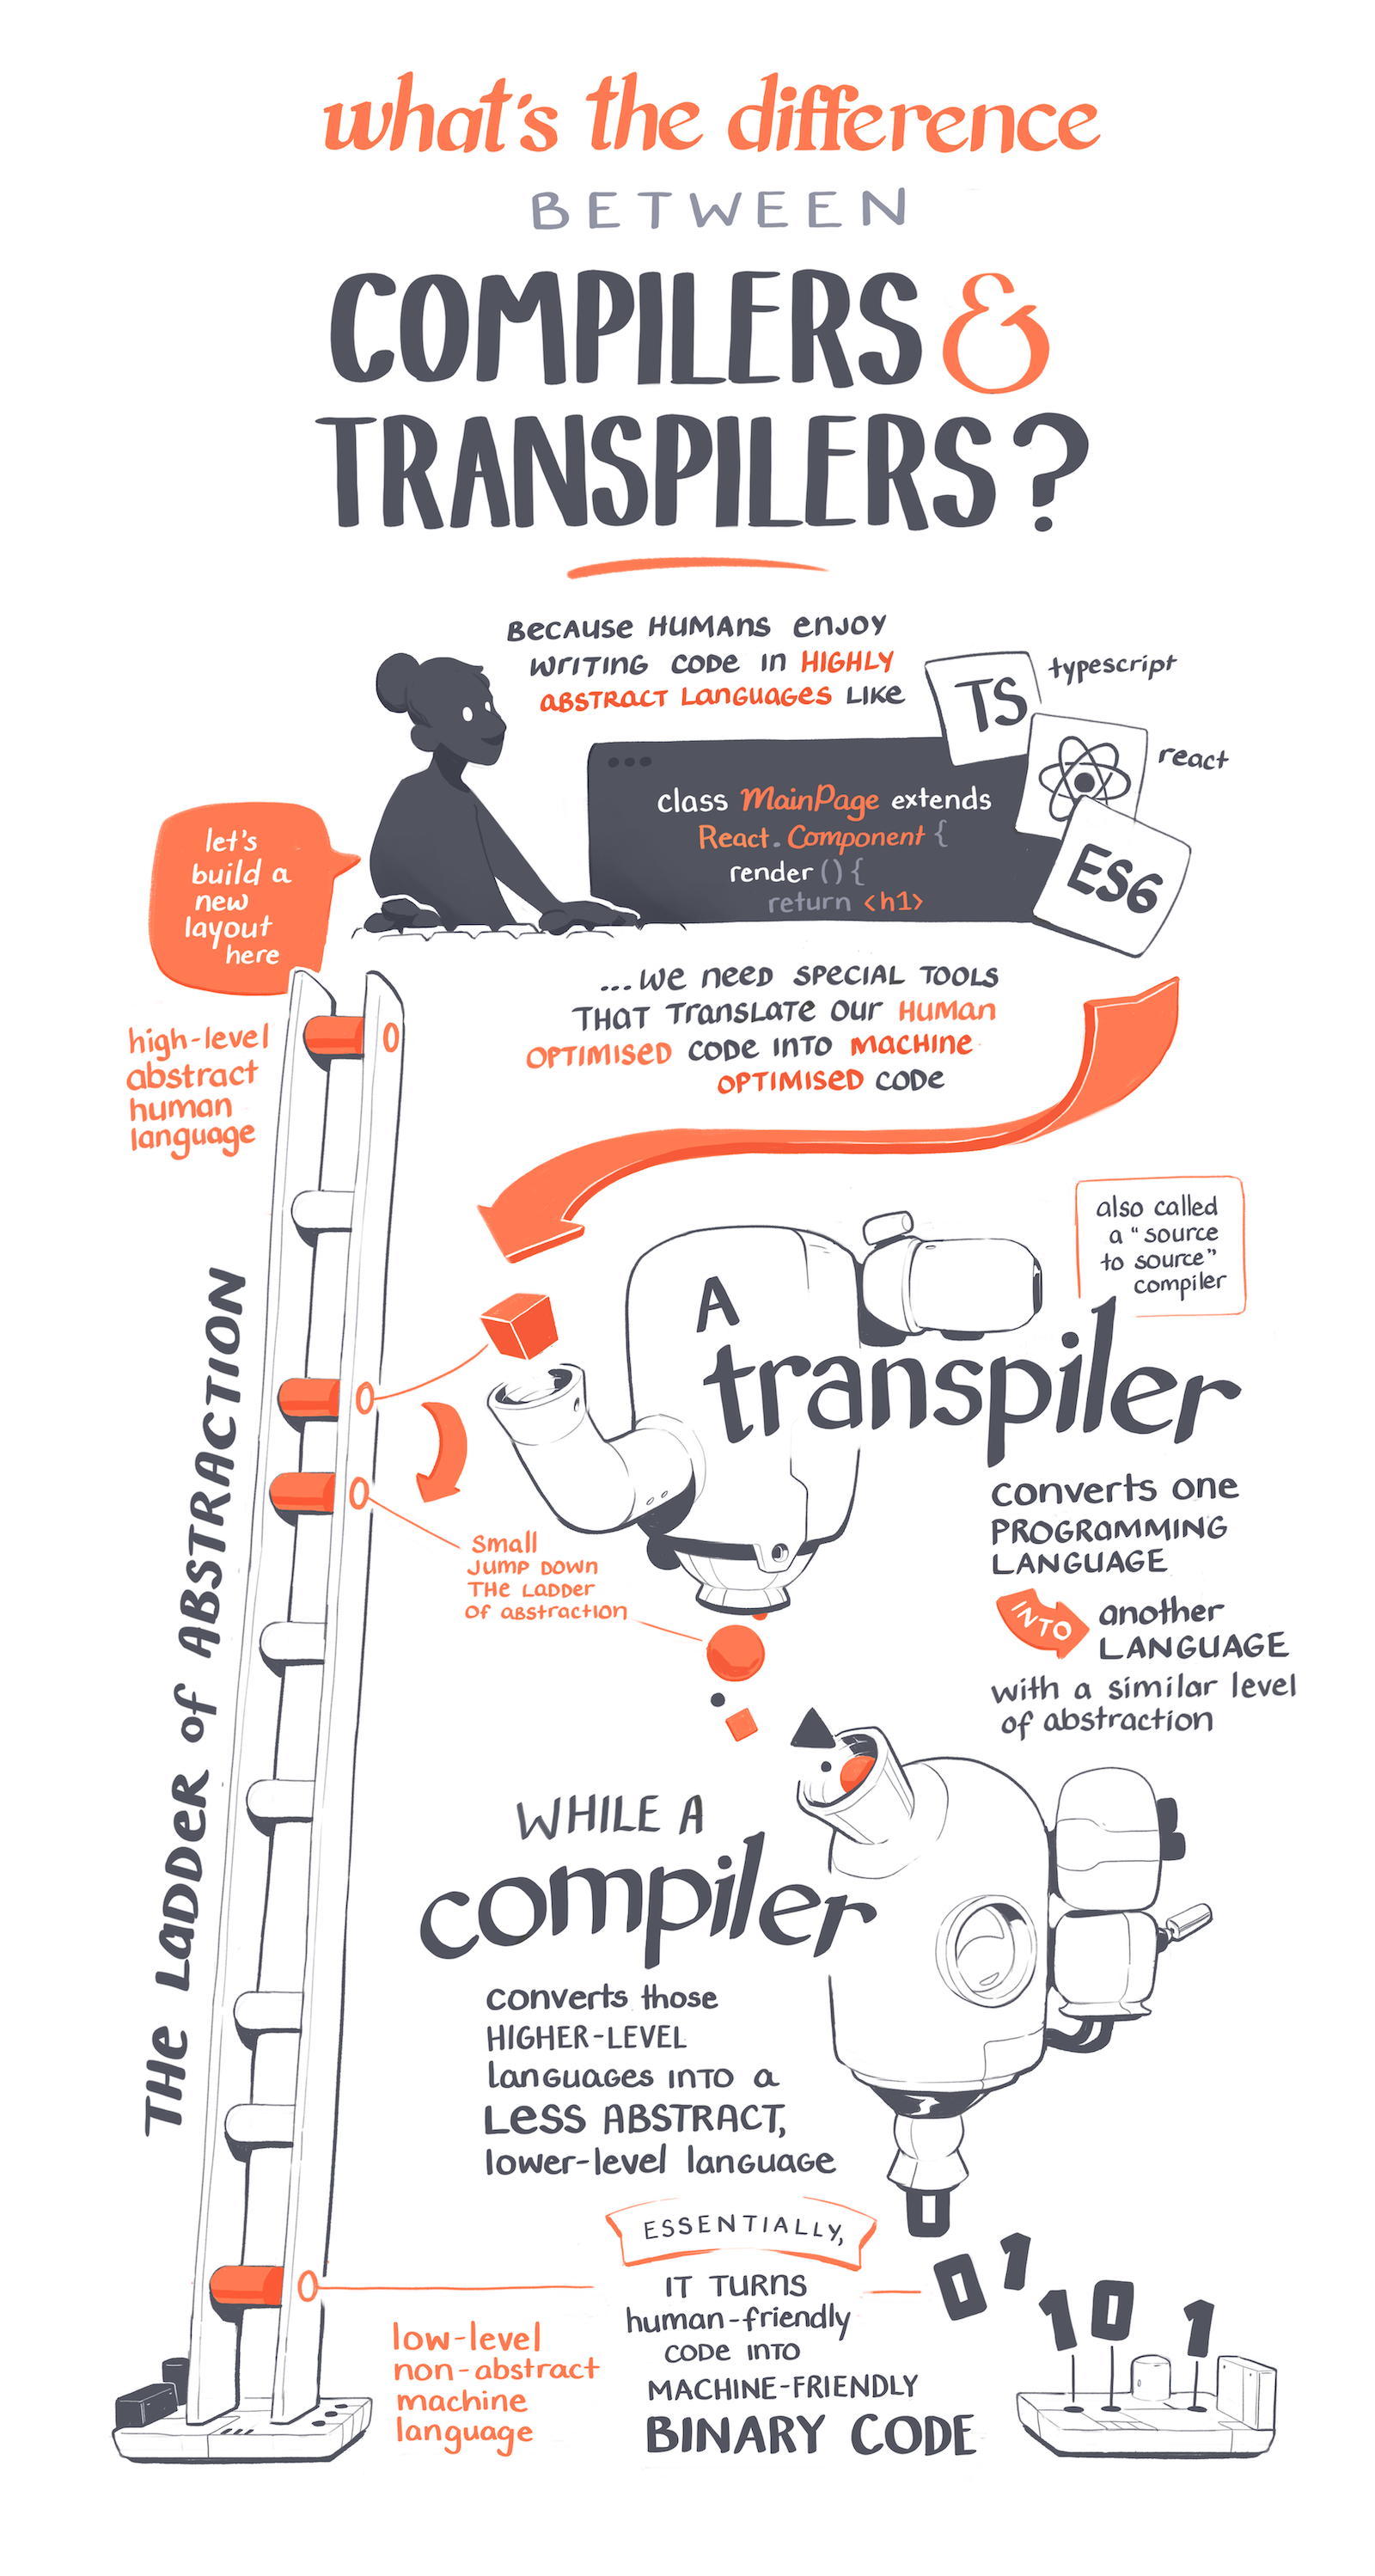 what's the difference
BETWEEN
COMPILERS &
TRANSPILERS?
BECAUSE HUMANS ENJOY
WRITING CODE IN HIGHLY
ABSTRACT LANGUAGES LIKE
TS
typescript
react
ES6
class MainPage extends
React.Component {
render () {
return <h1>
let's
build a
new
layout
here
...WE NEED SPECIAL TOOLS
THAT TRANSLATE OUR HUMAN
OPTIMISED CODE INTO MACHINE
OPTIMISED CODE
high-level
abstract
human
language
THE LADDER of ABSTRACTION
also called
a "source
to source"
compiler
A
transpiler
converts one
PROGRAMMING
LANGUAGE
INTO
another
LANGUAGE
with a similar level
of abstraction
Small
JUMP DOWN
THE LADDER
OF ABSTRACTION
WHILE A
compiler
converts those
HIGHER-LEVEL
languages INTO a
LESS ABSTRACT,
lower-level language
ESSENTIALLY,
IT TURNS
human-friendly
CODE INTO
MACHINE-FRIENDLY
BINARY CODE
low-level
non-abstract
machine
language
0
0 1
1 0 1